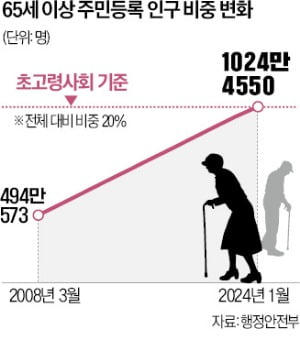 65세 이상 주민등록 인구 비중 변화
(단위: 명)
1024만
4550
초고령사회 기준
※전체 대비 비중 20%
494만
573
2008년 3월
2024년 1월
자료: 행정안전부